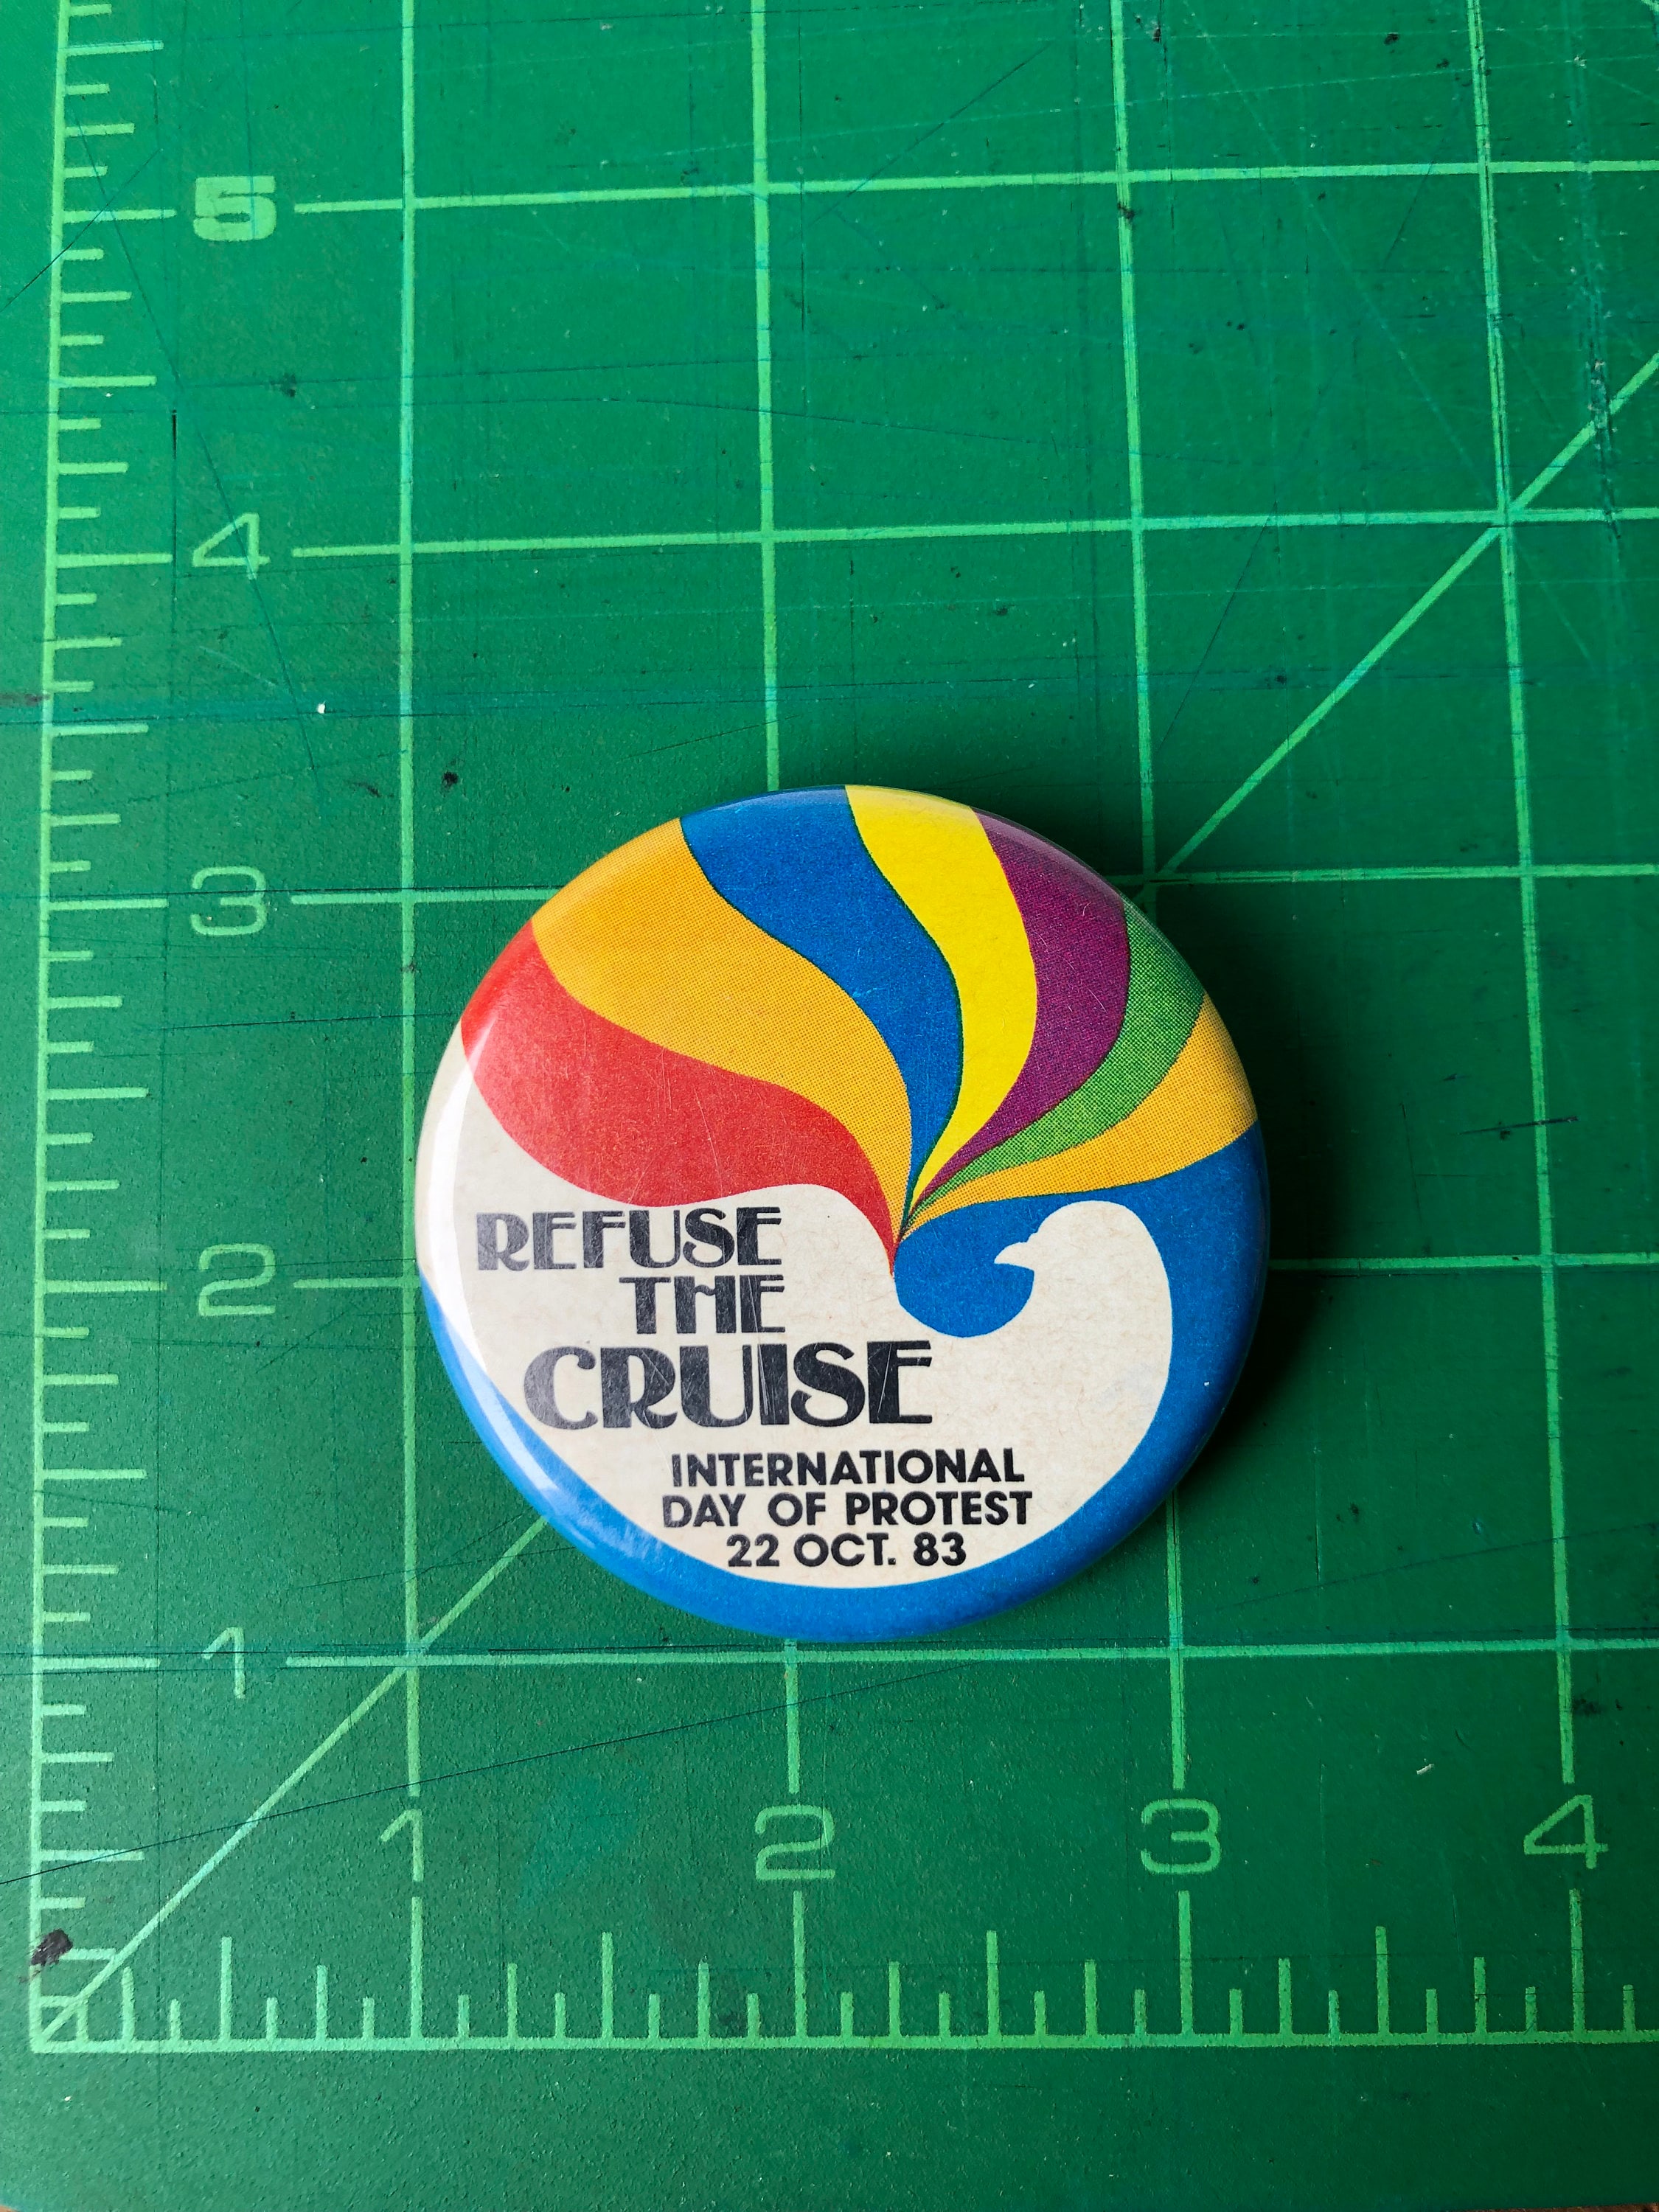 5
4
3
2
1
REFUSE
THE
CRUISE
INTERNATIONAL
DAY OF PROTEST
22 OCT. 83
1 2 3 4